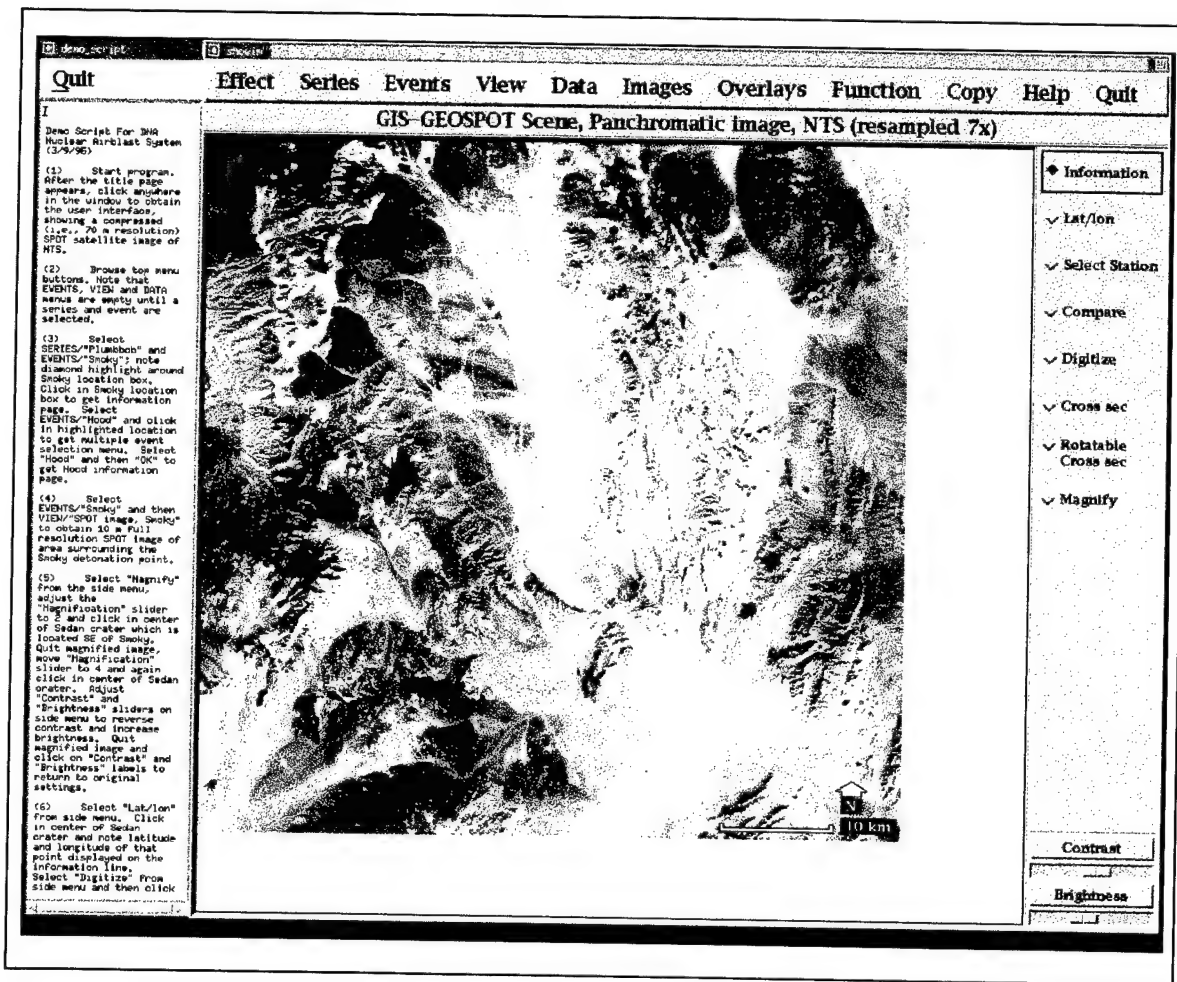 demo_script
Quit
Effect Series Events View Data Images Overlays Function Copy Help Quit
GIS-GEOSPOT Scene, Panchromatic image, NTS (resampled 7x)
Demo Script For DNA
Nuclear Airblast System
(3/9/96)
(1) Start program.
After the title page
appears, click anywhere
in the window to obtain
the user interface,
showing a compressed
(i.e., 70 m resolution)
SPOT satellite image of
NTS.
(2) Browse top menu
buttons. Note that
EVENTS, VIEW and DATA
menus are empty until a
series and event are
selected.
(3) Select
SERIES/"Plumbbob" and
EVENTS/"Smoky"; note
diamond highlight around
Smoky location box.
Click in Smoky location
box to get information
page. Select
EVENTS/"Hood" and click
in highlighted location
to get multiple event
selection menu. Select
"Hood" and then "OK" to
get Hood information
page.
(4) Select
EVENTS/"Smoky" and then
VIEW/"SPOT image, Smoky"
to obtain 10 m full
resolution SPOT image of
area surrounding the
Smoky detonation point.
(5) Select "Magnify"
from the side menu,
adjust the
"Magnification" slider
to 2 and click in center
of Sedan crater which is
located SE of Smoky.
Quit magnified image,
move "Magnification"
slider to 4 and again
click in center of Sedan
crater. Adjust
"Contrast" and
"Brightness" sliders on
side menu to reverse
contrast and increase
brightness. Quit
magnified image and
click on "Contrast" and
"Brightness" labels to
return to original
settings.
(6) Select "Lat/lon"
from side menu. Click
in center of Sedan
crater and note latitude
and longitude of that
point displayed on the
information line.
Select "Digitize" from
side menu and then click
Information
Lat/lon
Select Station
Compare
Digitize
Cross sec
Rotatable
Cross sec
Magnify
N
10 km
Contrast
Brightness